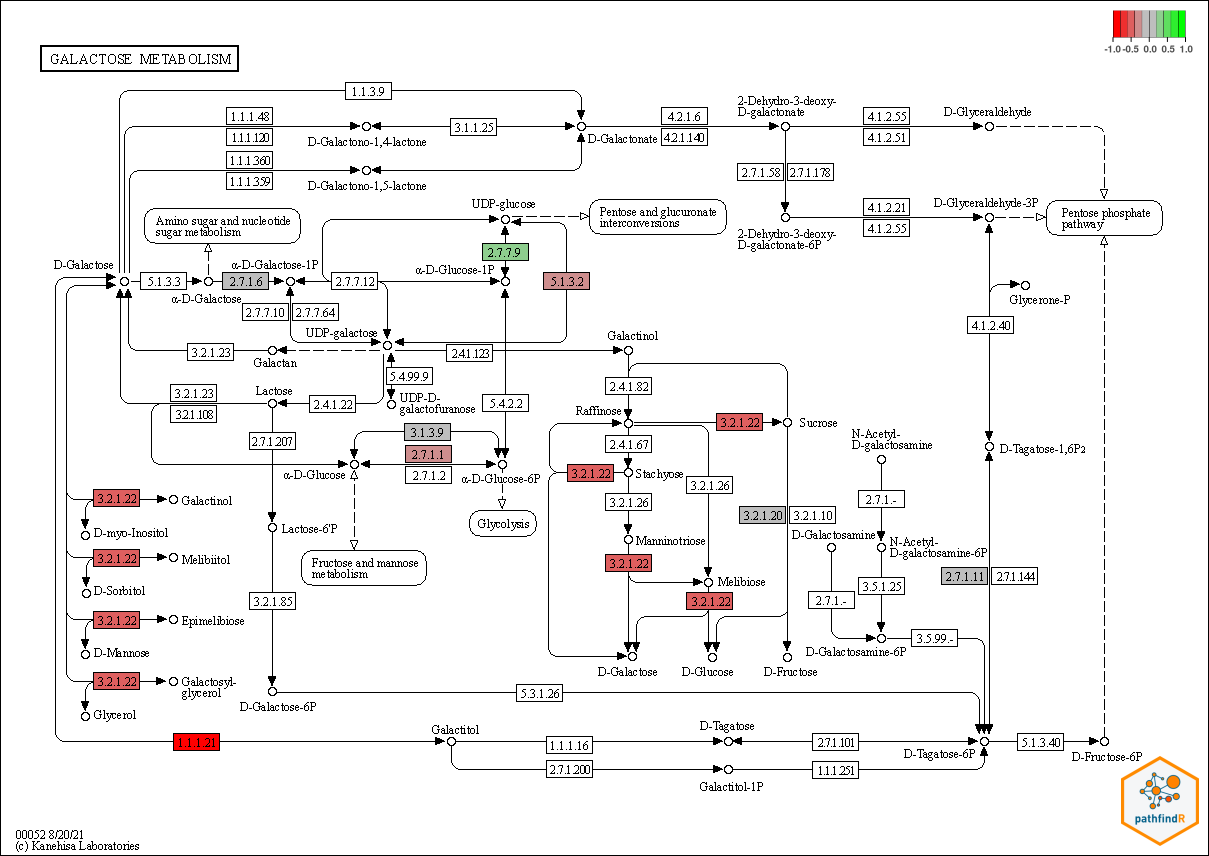 -1.0 -0.5 0.0 0.5 1.0
GALACTOSE METABOLISM
1.1.3.9
1.1.1.48
1.1.1.120
D-Galactono-1,4-lactone
3.1.1.25
D-Galactonate
4.2.1.6
4.2.1.140
2-Dehydro-3-deoxy-
D-galactonate
4.1.2.55
4.1.2.51
D-Glyceraldehyde
1.1.1.360
1.1.1.359
D-Galactono-1,5-lactone
2.7.1.58
2.7.1.178
UDP-glucose
Amino sugar and nucleotide
sugar metabolism
Pentose and glucuronate
interconversions
2-Dehydro-3-deoxy-
D-galactonate-6P
4.1.2.21
4.1.2.55
D-Glyceraldehyde-3P
Pentose phosphate
pathway
2.7.7.9
D-Galactose
5.1.3.3
α-D-Galactose
2.7.1.6
α-D-Galactose-1P
2.7.7.12
α-D-Glucose-1P
5.1.3.2
Glycerone-P
2.7.7.10
2.7.7.64
4.1.2.40
UDP-galactose
Galactinol
3.2.1.23
Galactan
2.4.1.123
5.4.99.9
2.4.1.82
3.2.1.23
3.2.1.108
Lactose
2.4.1.22
UDP-D-
galactofuranose
5.4.2.2
Raffinose
3.2.1.22
Sucrose
2.7.1.207
3.1.3.9
2.4.1.67
N-Acetyl-
D-galactosamine
D-Tagatose-1,6P2
2.7.1.1
2.7.1.2
α-D-Glucose
α-D-Glucose-6P
3.2.1.22
Stachyose
3.2.1.26
3.2.1.22
Galactinol
3.2.1.26
2.7.1.-
Glycolysis
3.2.1.20
3.2.1.10
D-myo-Inositol
Lactose-6'P
Manninotriose
D-Galactosamine
N-Acetyl-
D-galactosamine-6P
3.2.1.22
Melibiitol
Fructose and mannose
metabolism
3.2.1.22
Melibiose
2.7.1.11
2.7.1.144
D-Sorbitol
3.2.1.85
3.2.1.22
2.7.1.-
3.5.1.25
3.2.1.22
Epimelibiose
3.5.99.-
D-Mannose
D-Galactosamine-6P
D-Galactose
D-Glucose
D-Fructose
3.2.1.22
Galactosyl-
glycerol
5.3.1.26
D-Galactose-6P
Glycerol
1.1.1.21
Galactitol
1.1.1.16
D-Tagatose
2.7.1.101
D-Tagatose-6P
5.1.3.40
D-Fructose-6P
2.7.1.200
Galactitol-1P
1.1.1.251
pathfindR
00052 8/20/21
(c) Kanehisa Laboratories